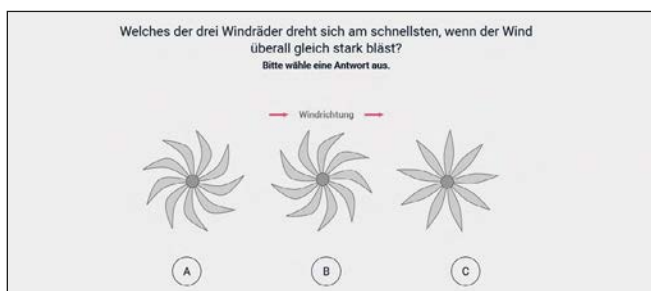 Welches der drei Windräder dreht sich am schnellsten, wenn der Wind
überall gleich stark bläst?
Bitte wähle eine Antwort aus.
Windrichtung
A B C